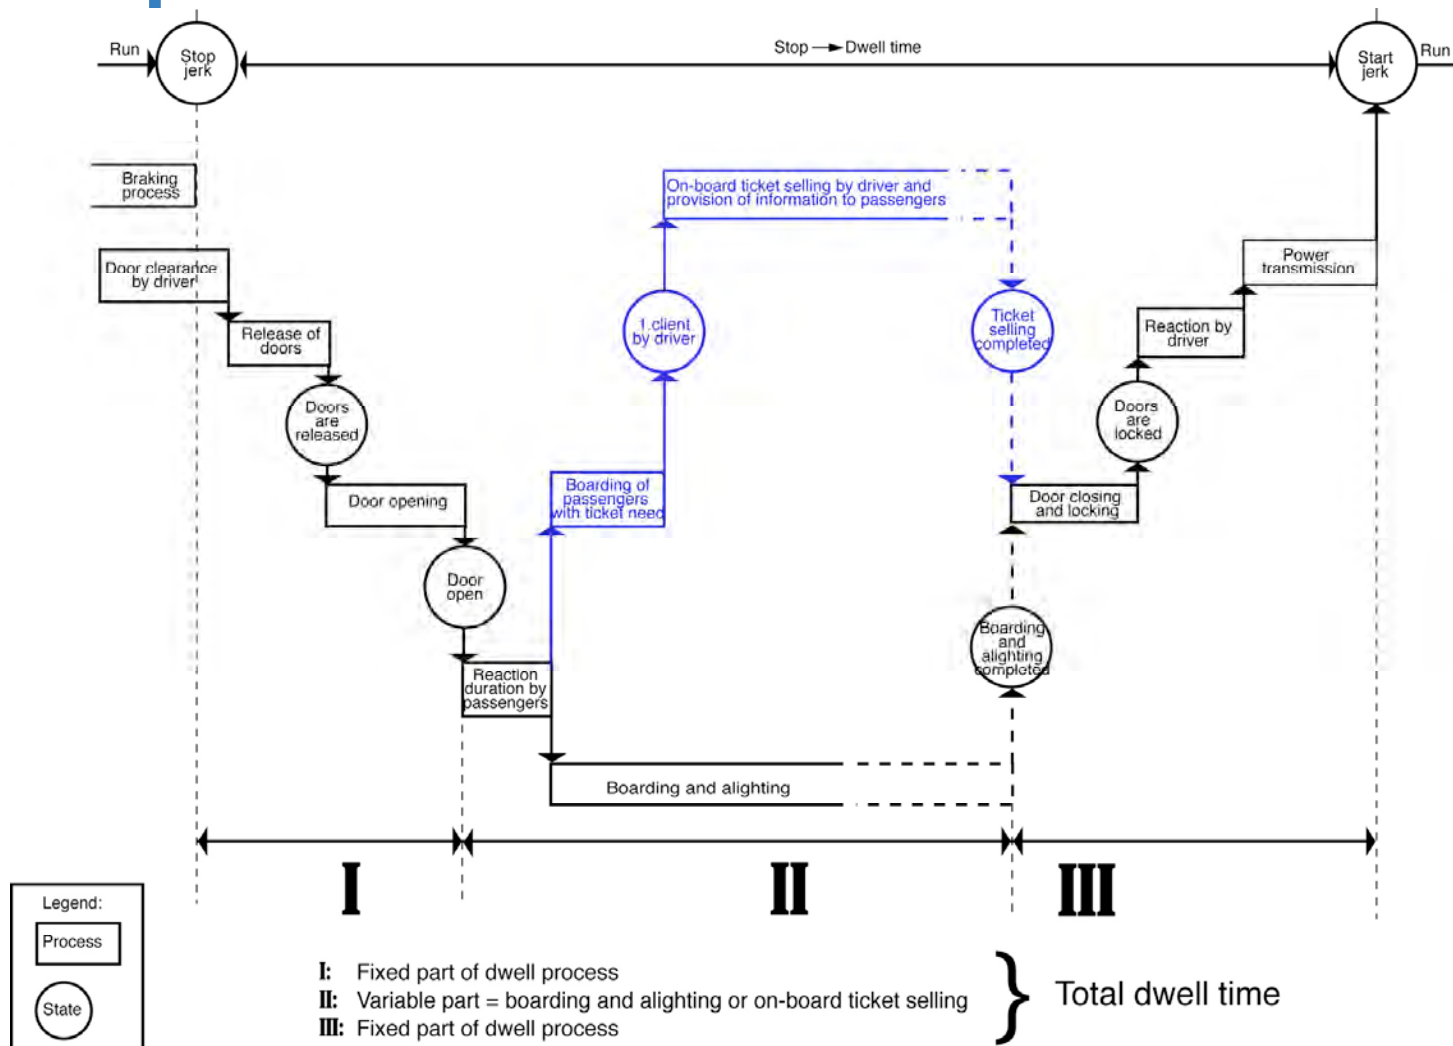 Run
Stop
jerk
Stop → Dwell time
Start
jerk
Run
Braking
process
On-board ticket selling by driver and
provision of information to passengers
Door clearance
by driver
Power
transmission
Release of
doors
1.client
by driver
Ticket
selling
completed
Reaction by
driver
Doors
are
released
Doors
are
locked
Door opening
Boarding of
passengers
with ticket need
Door closing
and locking
Door
open
Boarding
and
alighting
completed
Reaction
duration by
passengers
Boarding and alighting
I
II
III
Legend:
Process
State
I: Fixed part of dwell process
II: Variable part = boarding and alighting or on-board ticket selling
III: Fixed part of dwell process
} Total dwell time